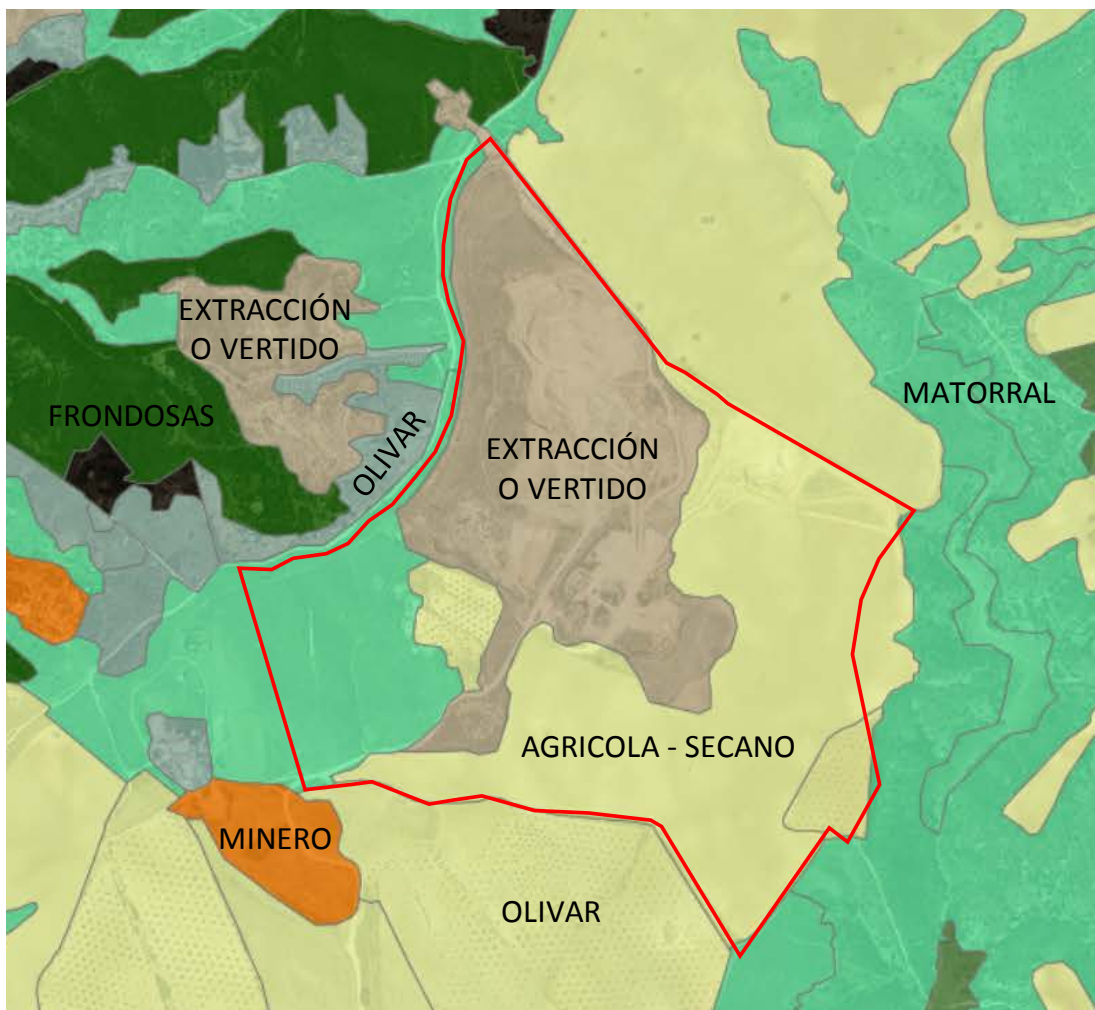 EXTRACCIÓN
O VERTIDO
FRONDOSAS
OLIVAR
EXTRACCIÓN
O VERTIDO
MATORRAL
AGRICOLA - SECANO
MINERO
OLIVAR